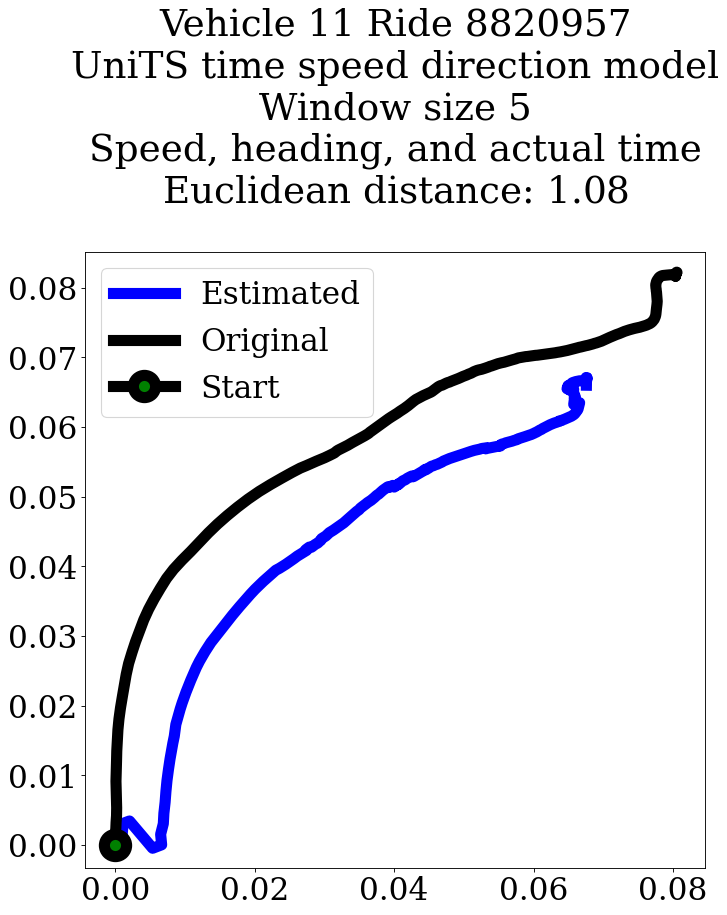 Vehicle 11 Ride 8820957
UniTS time speed direction model
Window size 5
Speed, heading, and actual time
Euclidean distance: 1.08
Estimated
Original
Start
0.08
0.07
0.06
0.05
0.04
0.03
0.02
0.01
0.00
0.00 0.02 0.04 0.06 0.08